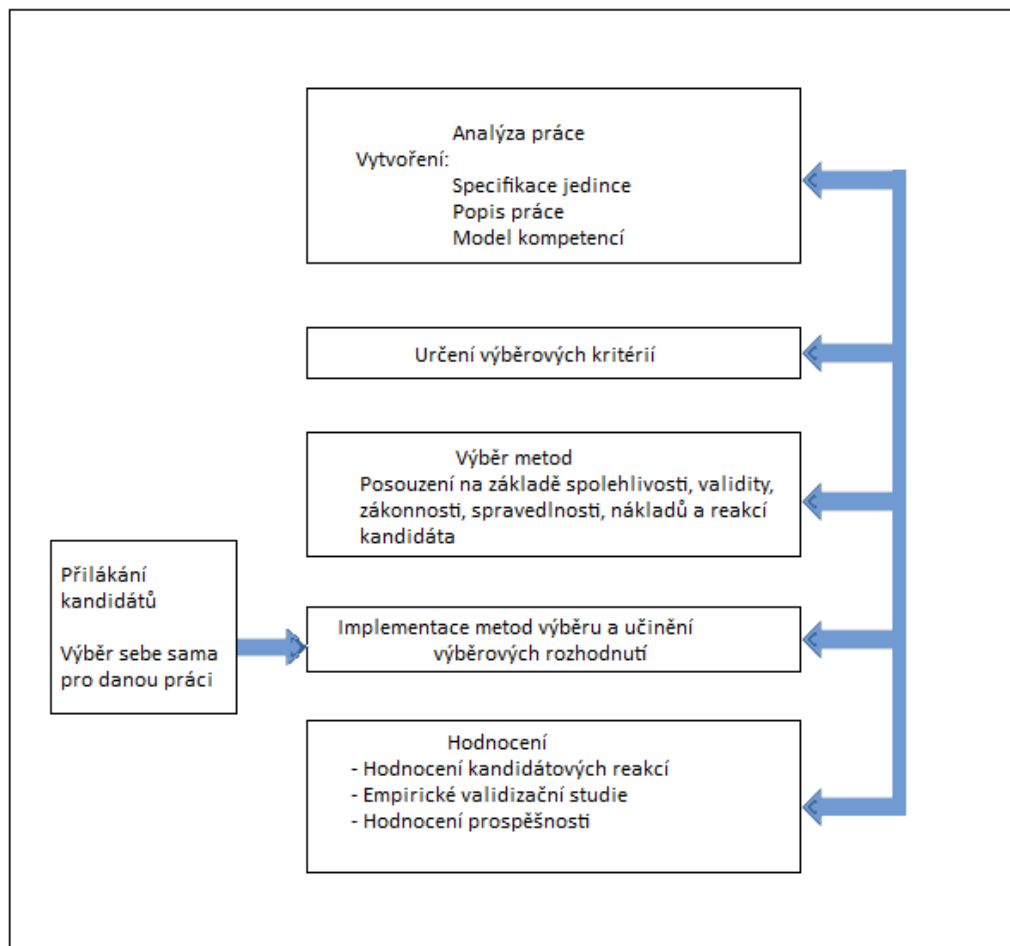 Analýza práce
Vytvoření:
Specifikace jedince
Popis práce
Model kompetencí
Určení výběrových kritérií
Výběr metod
Posouzení na základě spolehlivosti, validity,
zákonnosti, spravedlnosti, nákladů a reakcí
kandidáta
Přilákání
kandidátů
Výběr sebe sama
pro danou práci
Implementace metod výběru a učinění
výběrových rozhodnutí
Hodnocení
- Hodnocení kandidátových reakcí
- Empirické validizační studie
- Hodnocení prospěšnosti